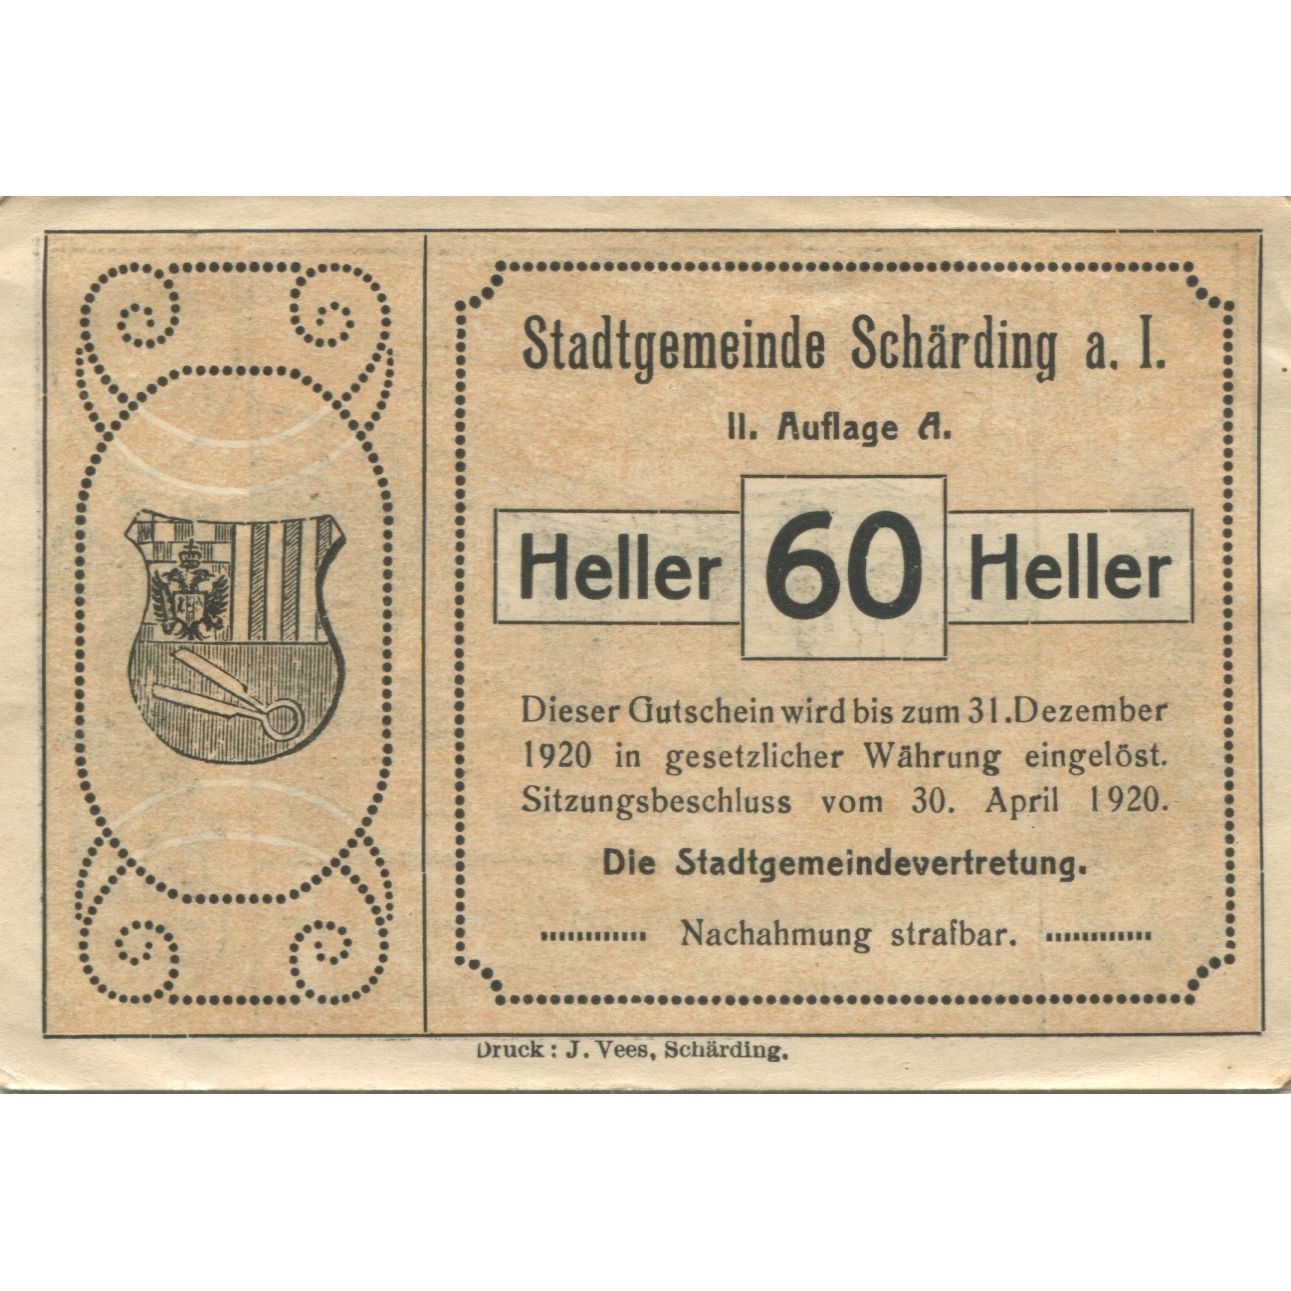 Stadtgemeinde Schärding a. I.
II. Auflage A.
Heller 60 Heller
Dieser Gutschein wird bis zum 31. Dezember
1920 in gesetzlicher Währung eingelöst.
Sitzungsbeschluss vom 30. April 1920.
Die Stadtgemeindevertretung.
Nachahmung strafbar.
Druck: J. Vees, Schärding.